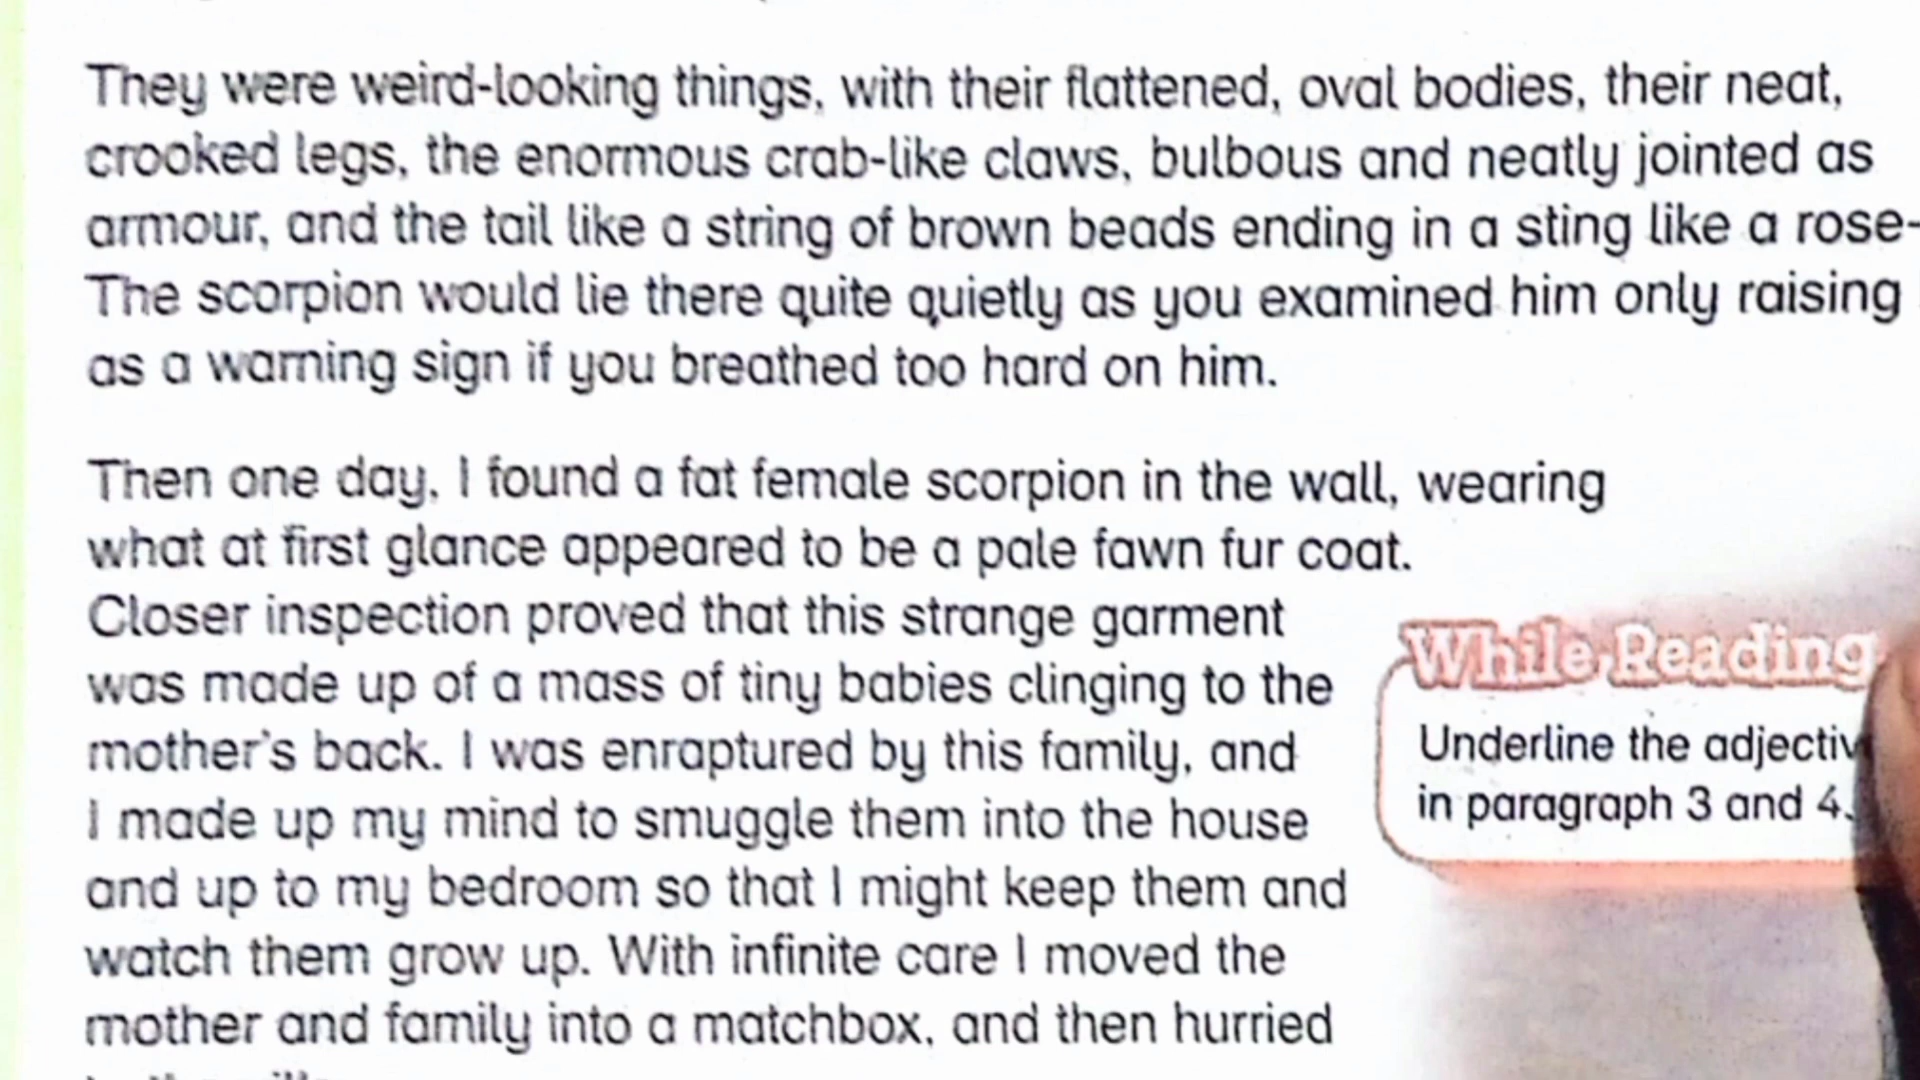 They were weird-looking things, with their flattened, oval bodies, their neat,
crooked legs, the enormous crab-like claws, bulbous and neatly jointed as
armour, and the tail like a string of brown beads ending in a sting like a rose-
The scorpion would lie there quite quietly as you examined him only raising
as a warning sign if you breathed too hard on him.
Then one day, I found a fat female scorpion in the wall, wearing
what at first glance appeared to be a pale fawn fur coat.
Closer inspection proved that this strange garment
was made up of a mass of tiny babies clinging to the
mother's back. I was enraptured by this family, and
I made up my mind to smuggle them into the house
and up to my bedroom so that I might keep them and
watch them grow up. With infinite care I moved the
mother and family into a matchbox, and then hurried
While Reading
Underline the adjectiv
in paragraph 3 and 4.